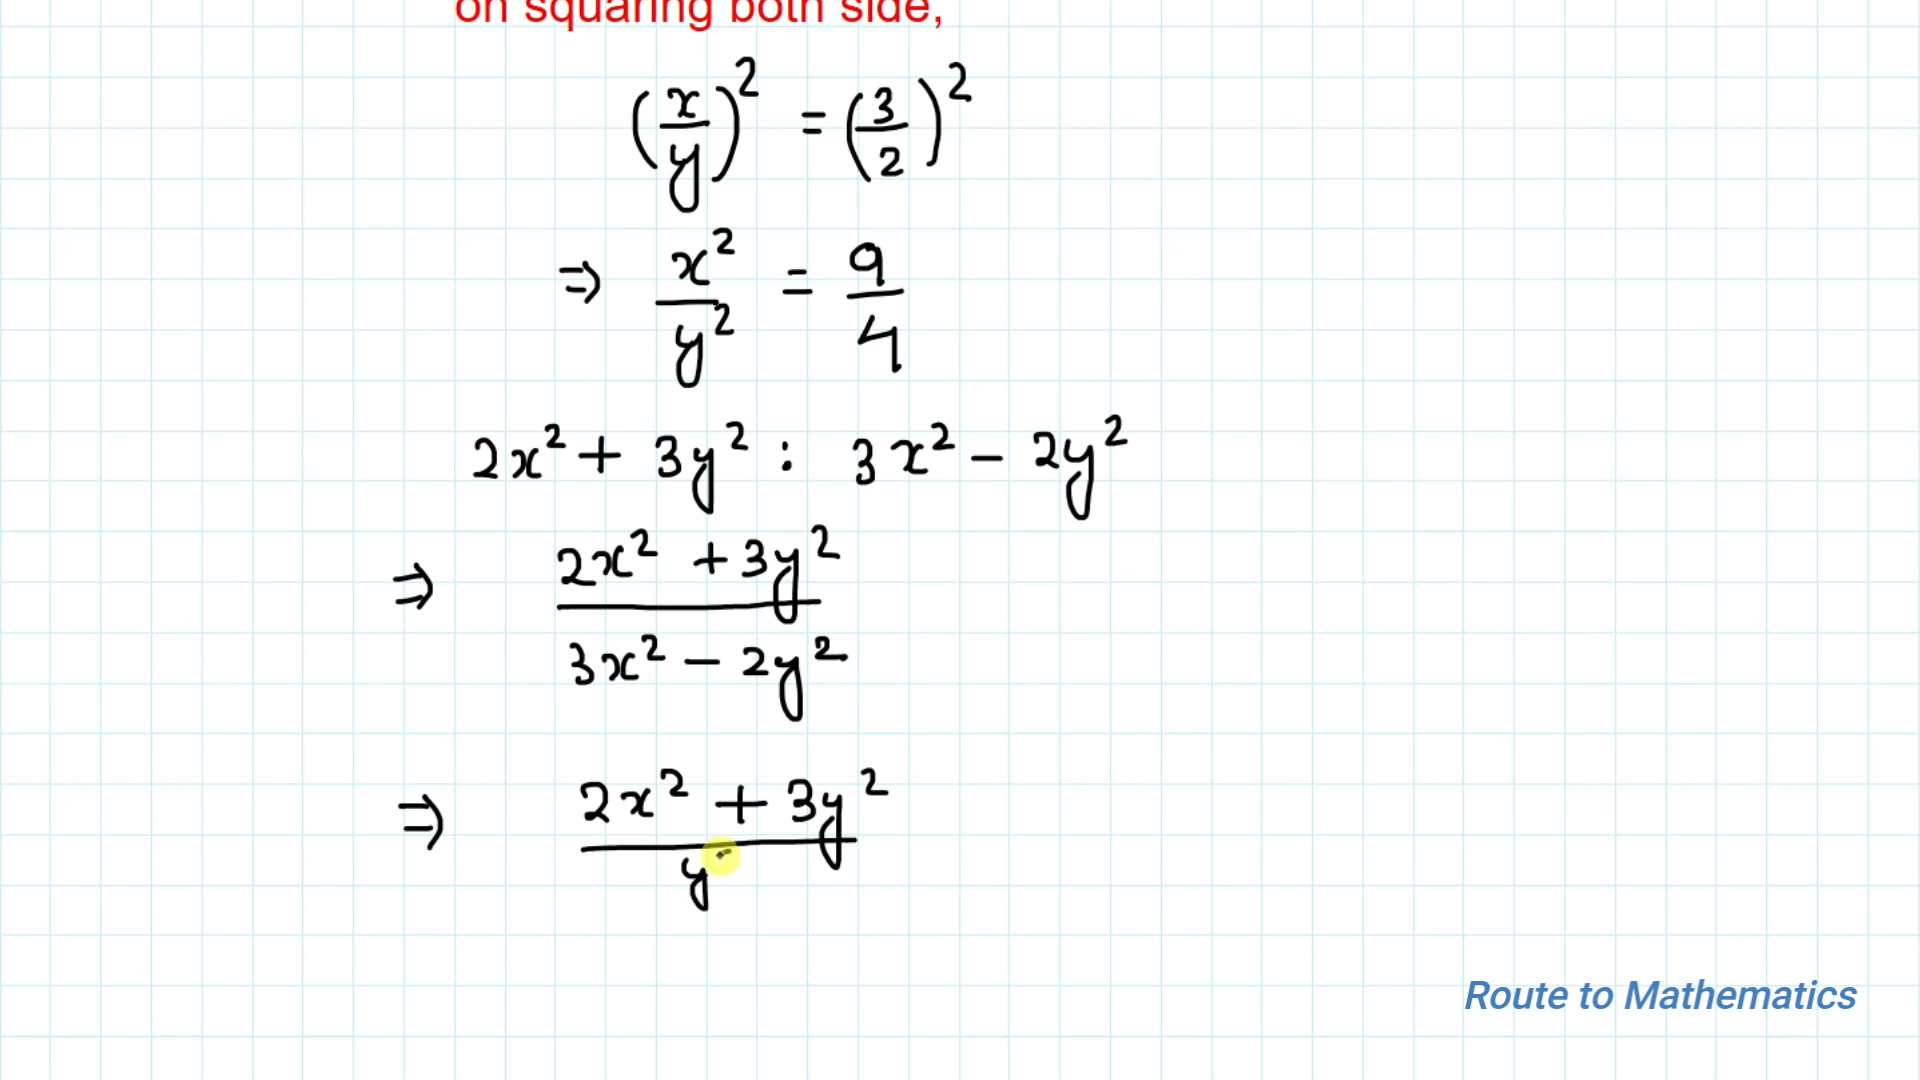 on squaring both side,
(x/y)² = (3/2)²
⇒ x²/y² = 9/4
2x² + 3y² : 3x² − 2y²
⇒ 2x² + 3y² / 3x² − 2y²
⇒ 2x² + 3y² / y
Route to Mathematics